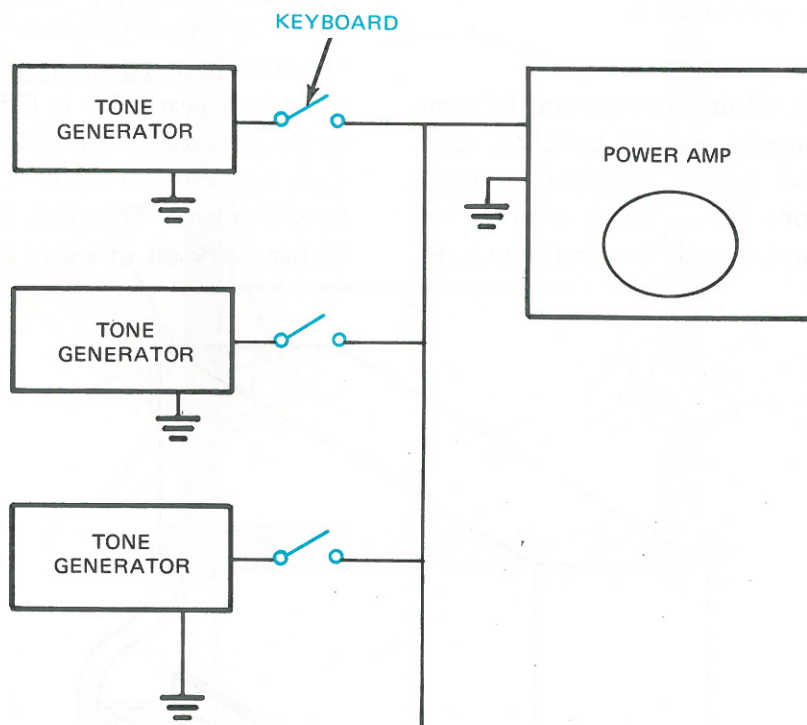 KEYBOARD
TONE
GENERATOR
POWER AMP
TONE
GENERATOR
TONE
GENERATOR